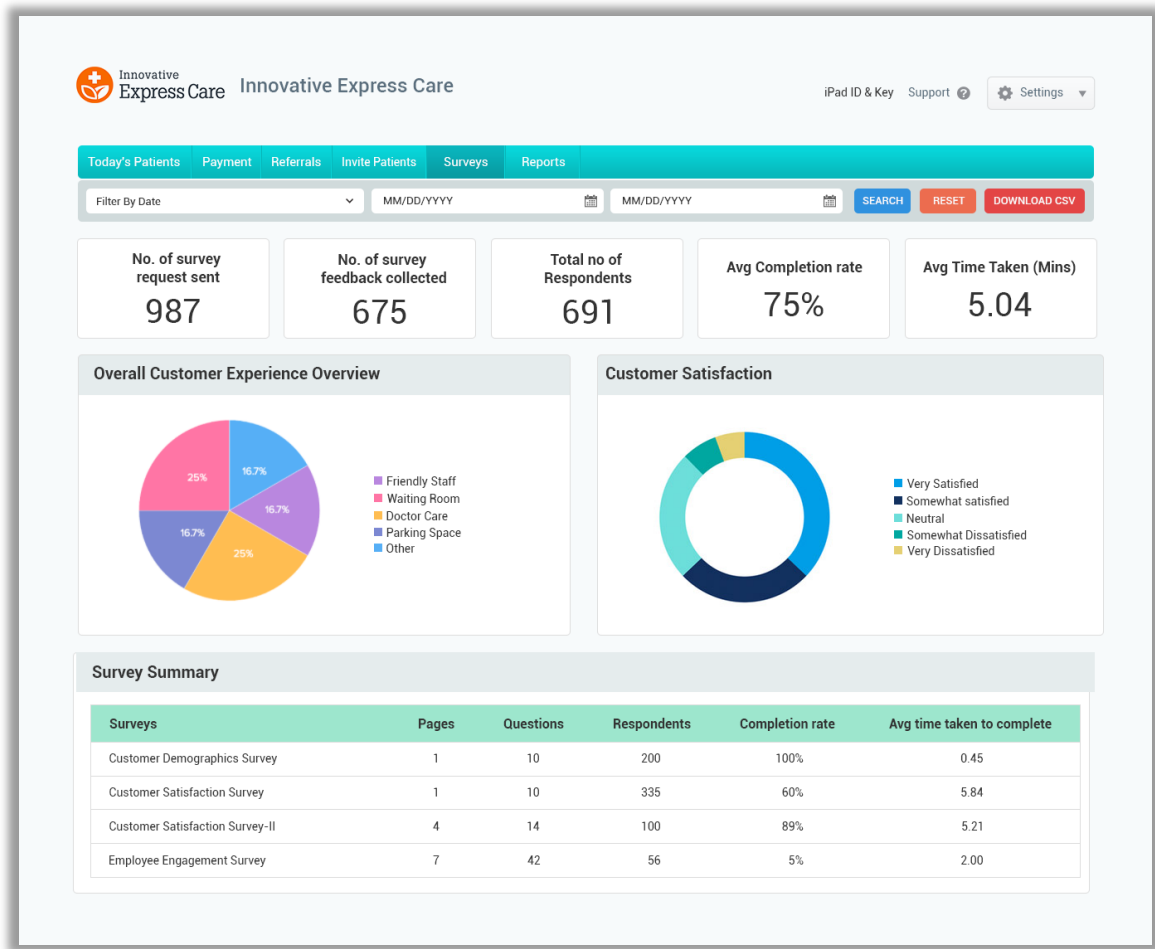 Innovative
Express Care
Innovative Express Care
iPad ID & Key
Support ?
Settings
Today's Patients
Payment
Referrals
Invite Patients
Surveys
Reports
Filter By Date
MM/DD/YYYY
MM/DD/YYYY
SEARCH
RESET
DOWNLOAD CSV
No. of survey
request sent
987
No. of survey
feedback collected
675
Total no of
Respondents
691
Avg Completion rate
75%
Avg Time Taken (Mins)
5.04
Overall Customer Experience Overview
25%
16.7%
16.7%
16.7%
25%
Friendly Staff
Waiting Room
Doctor Care
Parking Space
Other
Customer Satisfaction
Very Satisfied
Somewhat satisfied
Neutral
Somewhat Dissatisfied
Very Dissatisfied
Survey Summary
Surveys Pages Questions Respondents Completion rate Avg time taken to complete
Customer Demographics Survey 1 10 200 100% 0.45
Customer Satisfaction Survey 1 10 335 60% 5.84
Customer Satisfaction Survey-II 4 14 100 89% 5.21
Employee Engagement Survey 7 42 56 5% 2.00